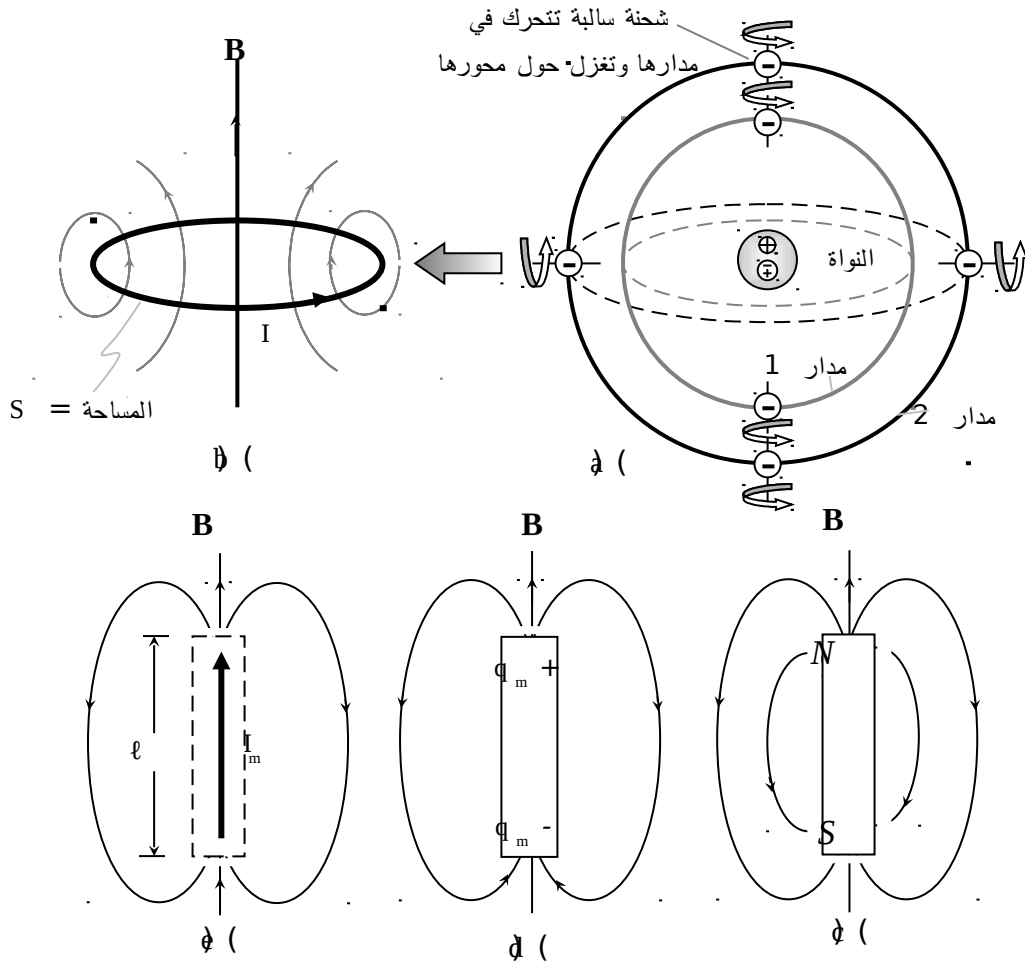 شحنة سالبة تتحرك في
مدارها وتغزل حول محورها
B
النواة
I
مدار 1
مدار 2
S = المساحة
(b)
(a)
B
B
B
N
q m +
ℓ
I m
q m -
S
(e)
(d)
(c)